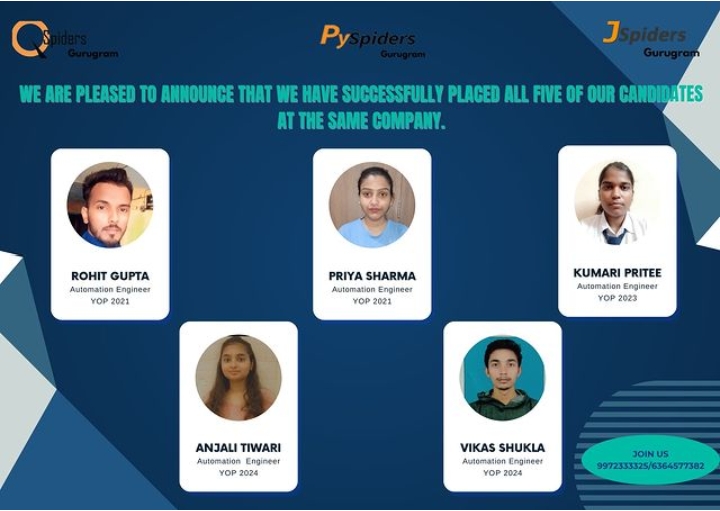 QSpiders
Gurugram
PySpiders
Gurugram
JSpiders
Gurugram
WE ARE PLEASED TO ANNOUNCE THAT WE HAVE SUCCESSFULLY PLACED ALL FIVE OF OUR CANDIDATES
AT THE SAME COMPANY.
ROHIT GUPTA
Automation Engineer
YOP 2021
PRIYA SHARMA
Automation Engineer
YOP 2021
KUMARI PRITEE
Automation Engineer
YOP 2023
ANJALI TIWARI
Automation Engineer
YOP 2024
VIKAS SHUKLA
Automation Engineer
YOP 2024
JOIN US
9972333325/6364577382